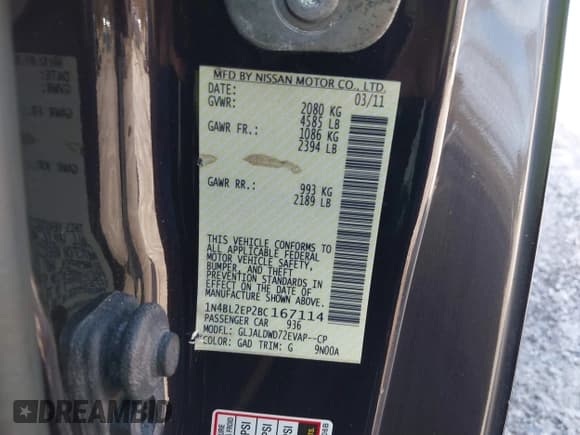 MFD BY NISSAN MOTOR CO., LTD.
DATE: 03/11
GVWR: 2080 KG
4585 LB
GAWR FR.: 1086 KG
2394 LB
GAWR RR.: 993 KG
2189 LB
THIS VEHICLE CONFORMS TO
ALL APPLICABLE FEDERAL
MOTOR VEHICLE SAFETY,
BUMPER, AND THEFT
PREVENTION STANDARDS IN
EFFECT ON THE DATE OF
MANUFACTURE SHOWN ABOVE.
1N4BL2EP2BC167114
PASSENGER CAR 936
MODEL: GLJALDWD72EVAP--CP
COLOR: GAD TRIM: G 9N00A
PSI
PSI
DREAMBID